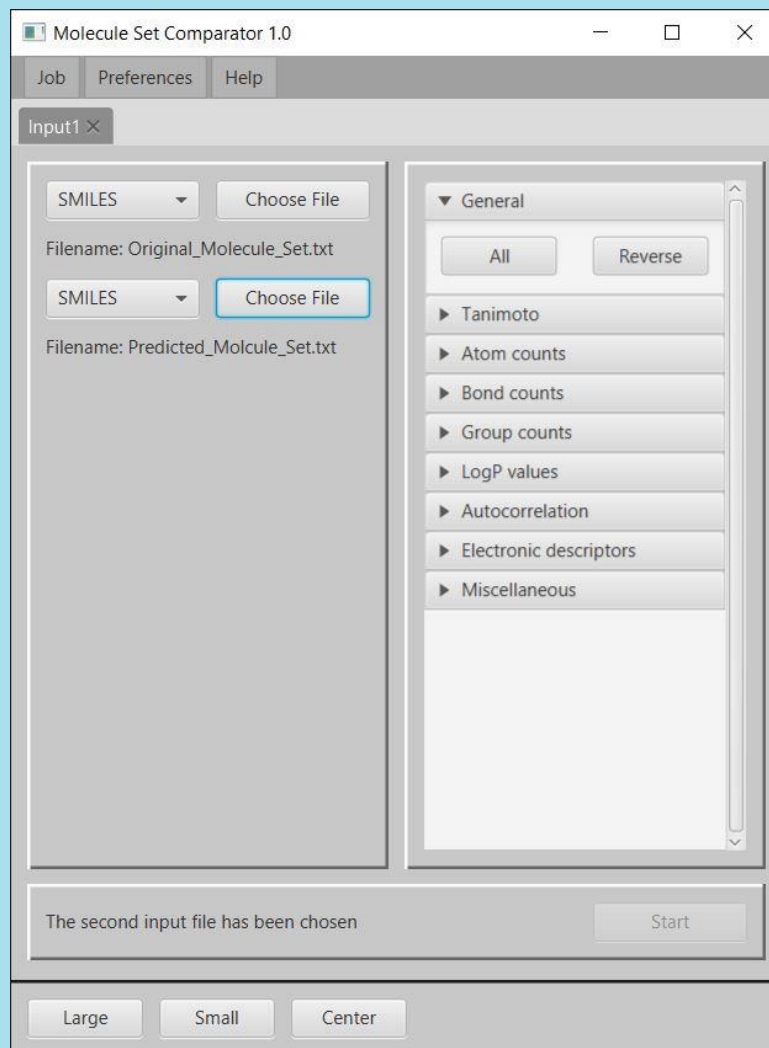 Molecule Set Comparator 1.0
Job Preferences Help
Input1
SMILES Choose File
Filename: Original_Molecule_Set.txt
SMILES Choose File
Filename: Predicted_Molcule_Set.txt
General
All Reverse
Tanimoto
Atom counts
Bond counts
Group counts
LogP values
Autocorrelation
Electronic descriptors
Miscellaneous
The second input file has been chosen Start
Large Small Center